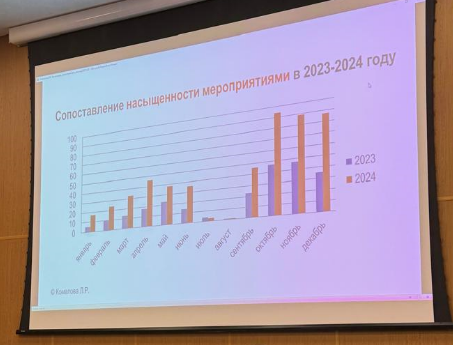 Сопоставление насыщенности мероприятиями в 2023-2024 году
100
90
80
70
60
50
40
30
20
10
0
январь
февраль
март
апрель
май
июнь
июль
август
сентябрь
октябрь
ноябрь
декабрь
2023
2024